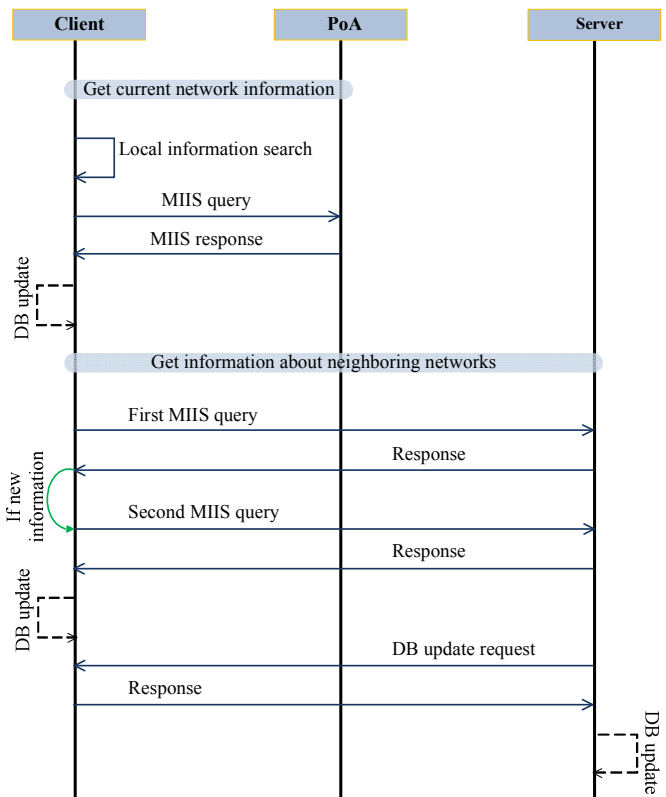 Client
PoA
Server
Get current network information
Local information search
MIIS query
MIIS response
DB update
Get information about neighboring networks
First MIIS query
Response
If new
information
Second MIIS query
Response
DB update
DB update request
Response
DB update